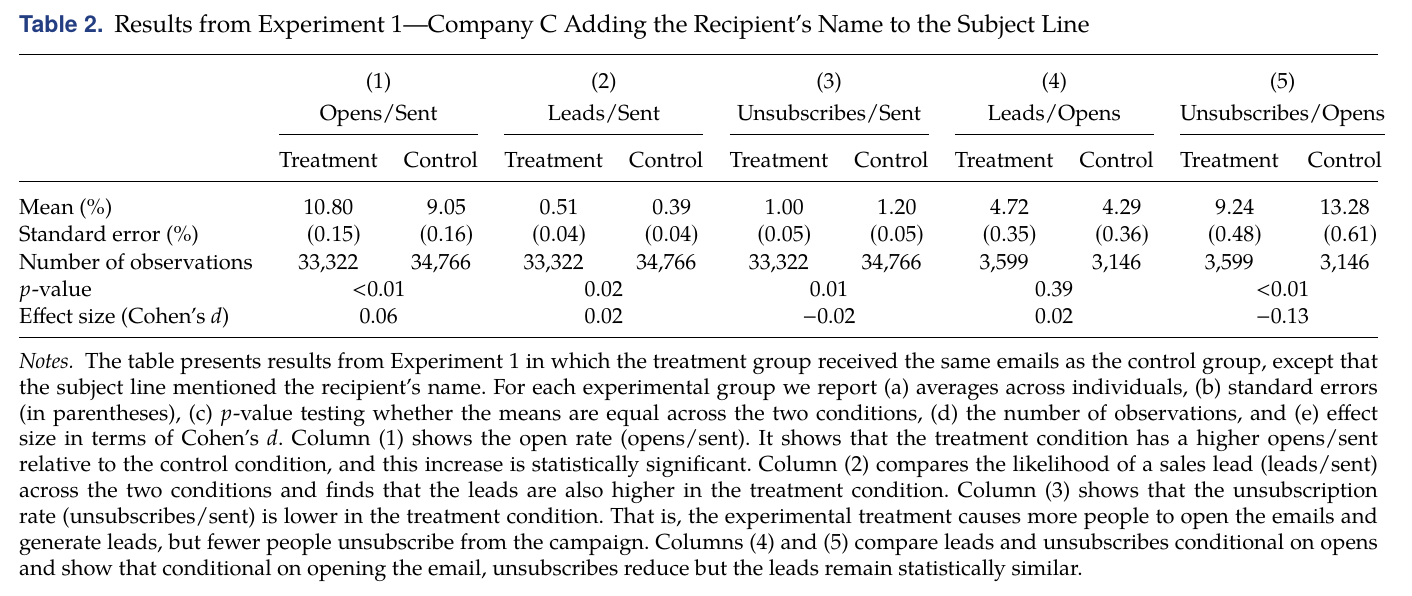 Table 2. Results from Experiment 1—Company C Adding the Recipient’s Name to the Subject Line
(1) (2) (3) (4) (5)
Opens/Sent Leads/Sent Unsubscribes/Sent Leads/Opens Unsubscribes/Opens
Treatment Control Treatment Control Treatment Control Treatment Control Treatment Control
Mean (%) 10.80 9.05 0.51 0.39 1.00 1.20 4.72 4.29 9.24 13.28
Standard error (%) (0.15) (0.16) (0.04) (0.04) (0.05) (0.05) (0.35) (0.36) (0.48) (0.61)
Number of observations 33,322 34,766 33,322 34,766 33,322 34,766 3,599 3,146 3,599 3,146
p-value <0.01 0.02 0.01 0.39 <0.01
Effect size (Cohen’s d) 0.06 0.02 −0.02 0.02 −0.13
Notes. The table presents results from Experiment 1 in which the treatment group received the same emails as the control group, except that
the subject line mentioned the recipient’s name. For each experimental group we report (a) averages across individuals, (b) standard errors
(in parentheses), (c) p-value testing whether the means are equal across the two conditions, (d) the number of observations, and (e) effect
size in terms of Cohen’s d. Column (1) shows the open rate (opens/sent). It shows that the treatment condition has a higher opens/sent
relative to the control condition, and this increase is statistically significant. Column (2) compares the likelihood of a sales lead (leads/sent)
across the two conditions and finds that the leads are also higher in the treatment condition. Column (3) shows that the unsubscription
rate (unsubscribes/sent) is lower in the treatment condition. That is, the experimental treatment causes more people to open the emails and
generate leads, but fewer people unsubscribe from the campaign. Columns (4) and (5) compare leads and unsubscribes conditional on opens
and show that conditional on opening the email, unsubscribes reduce but the leads remain statistically similar.